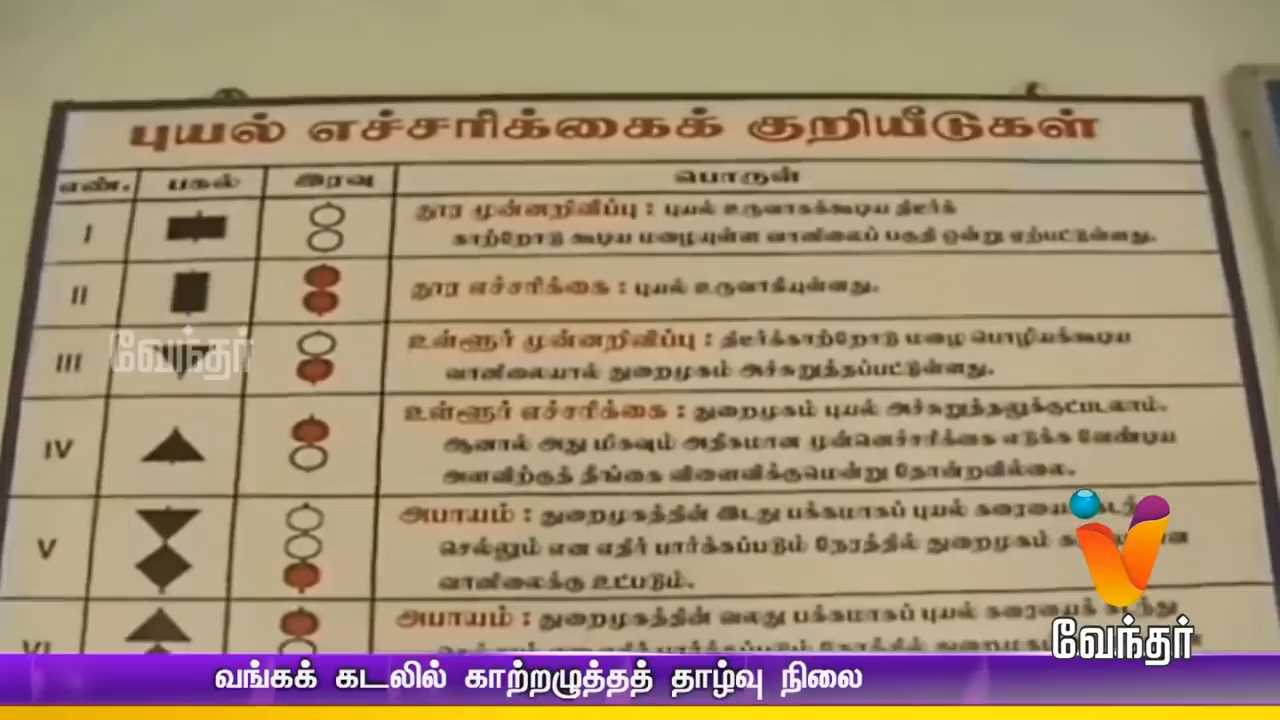 புயல் எச்சரிக்கைக் குறியீடுகள்
எண். பகல் இரவு பொருள்
I தூர முன்னறிவிப்பு : புயல் உருவாகக்கூடிய திடீர்க்
காற்றோடு கூடிய மழையுள்ள வானிலைப் பகுதி ஒன்று ஏற்பட்டுள்ளது.
II தூர எச்சரிக்கை : புயல் உருவாகியுள்ளது.
III உள்ளூர் முன்னறிவிப்பு : திடீர்க்காற்றோடு மழை பொழியக்கூடிய
வானிலையால் துறைமுகம் அச்சுறுத்தப்பட்டுள்ளது.
IV உள்ளூர் எச்சரிக்கை : துறைமுகம் புயல் அச்சுறுத்தலுக்குட்படலாம்.
ஆனால் அது மிகவும் அதிகமான முன்னெச்சரிக்கை எடுக்க வேண்டிய
அளவிற்குத் தீங்கை விளைவிக்குமென்று தோன்றவில்லை.
V அபாயம் : துறைமுகத்தின் இடது பக்கமாகப் புயல் கரையை
செல்லும் என எதிர் பார்க்கப்படும் நேரத்தில் துறைமுகம்
வானிலைக்கு உட்படும்.
VI அபாயம் : துறைமுகத்தின் வலது பக்கமாகப் புயல் கரையைக் கடந்து
வேந்தர்
வேந்தர்
வங்கக் கடலில் காற்றழுத்தத் தாழ்வு நிலை